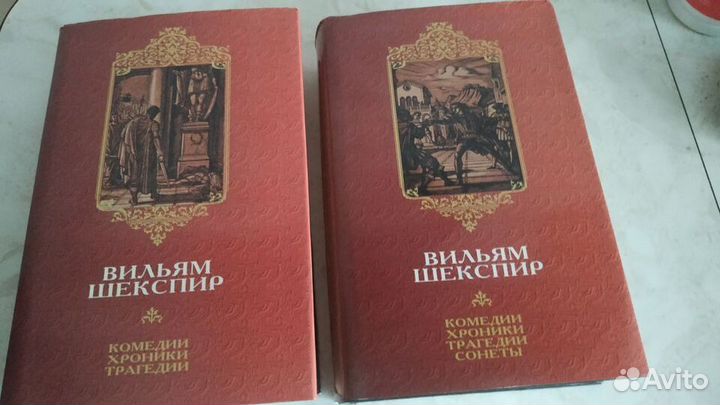 ВИЛЬЯМ
ШЕКСПИР
КОМЕДИИ
ХРОНИКИ
ТРАГЕДИИ
ВИЛЬЯМ
ШЕКСПИР
КОМЕДИИ
ХРОНИКИ
ТРАГЕДИИ
СОНЕТЫ
Avito